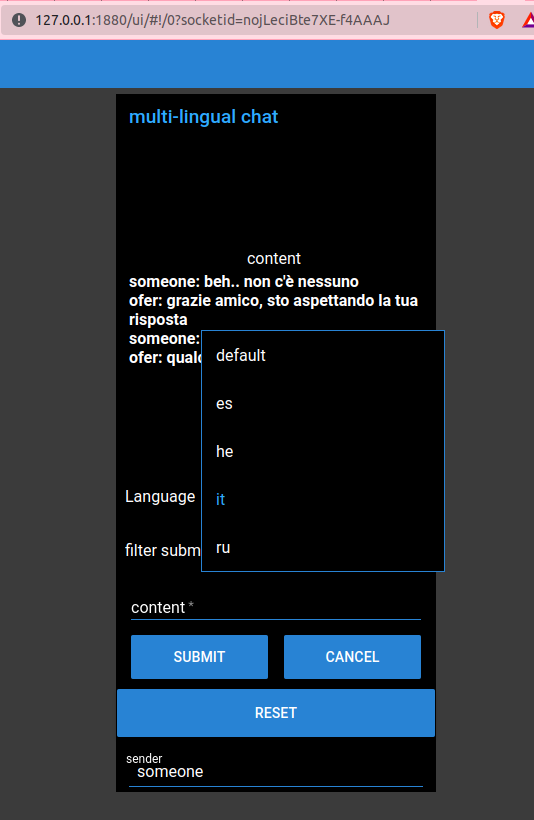 127.0.0.1:1880/ui/#!/0?socketid=nojLeciBte7XE-f4AAAJ
multi-lingual chat
content
someone: beh.. non c'è nessuno
ofer: grazie amico, sto aspettando la tua
risposta
someone:
ofer:
default
es
he
it
ru
Language
filter
content *
SUBMIT CANCEL
RESET
sender
someone